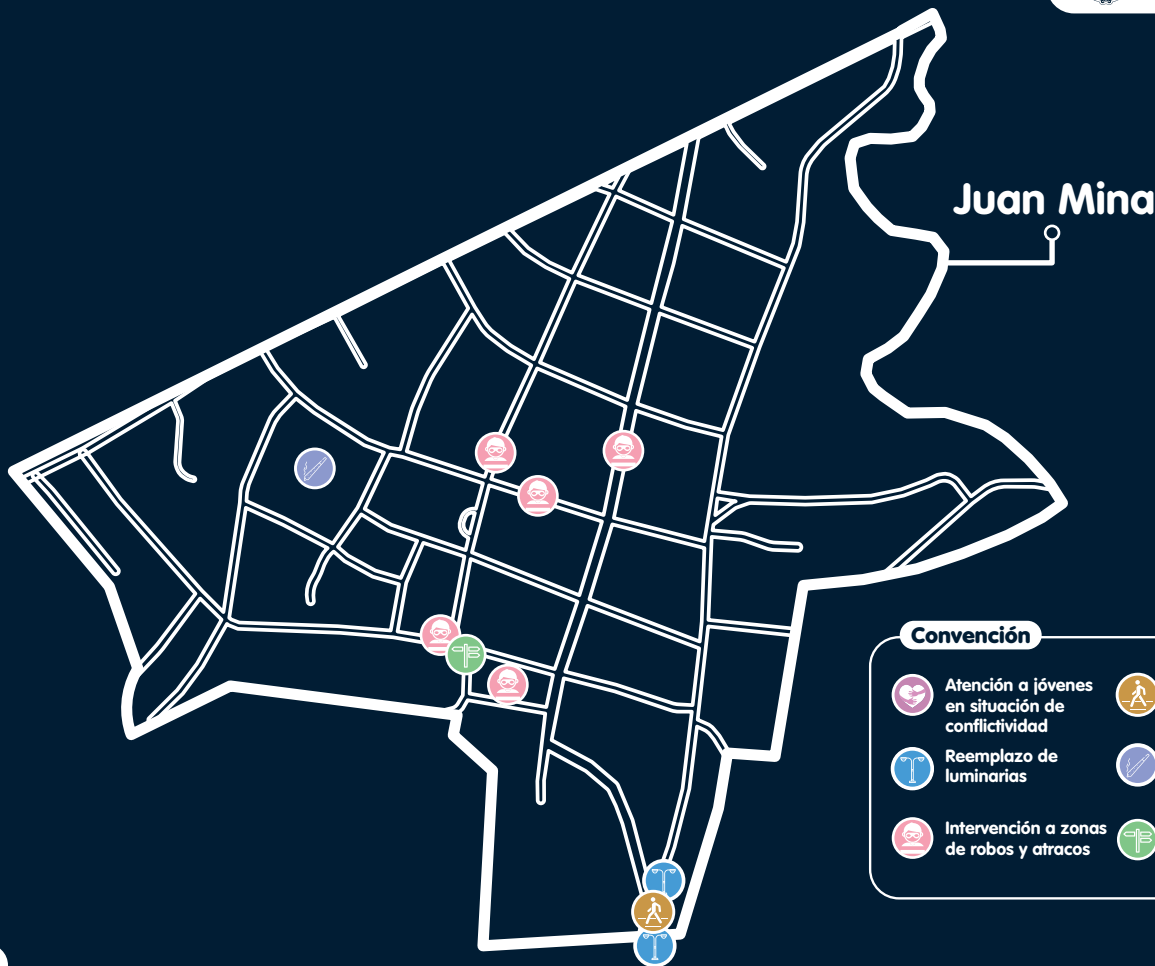 Juan Mina
Convención
Atención a jóvenes
en situación de
conflictividad
Reemplazo de
luminarias
Intervención a zonas
de robos y atracos